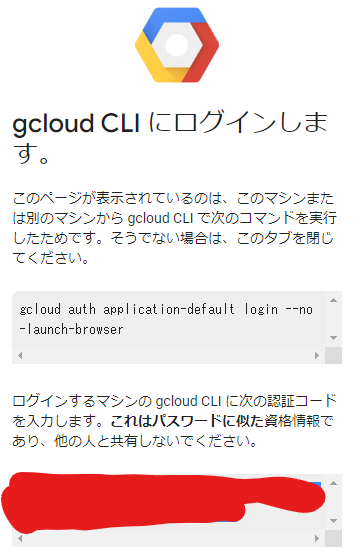 gcloud CLI にログインしま
す。
このページが表示されているのは、このマシンまた
は別のマシンから gcloud CLI で次のコマンドを実行
したためです。そうでない場合は、このタブを閉じ
てください。
gcloud auth application-default login --no
-launch-browser
ログインするマシンの gcloud CLI に次の認証コード
を入力します。これはパスワードに似た資格情報で
あり、他の人と共有しないでください。